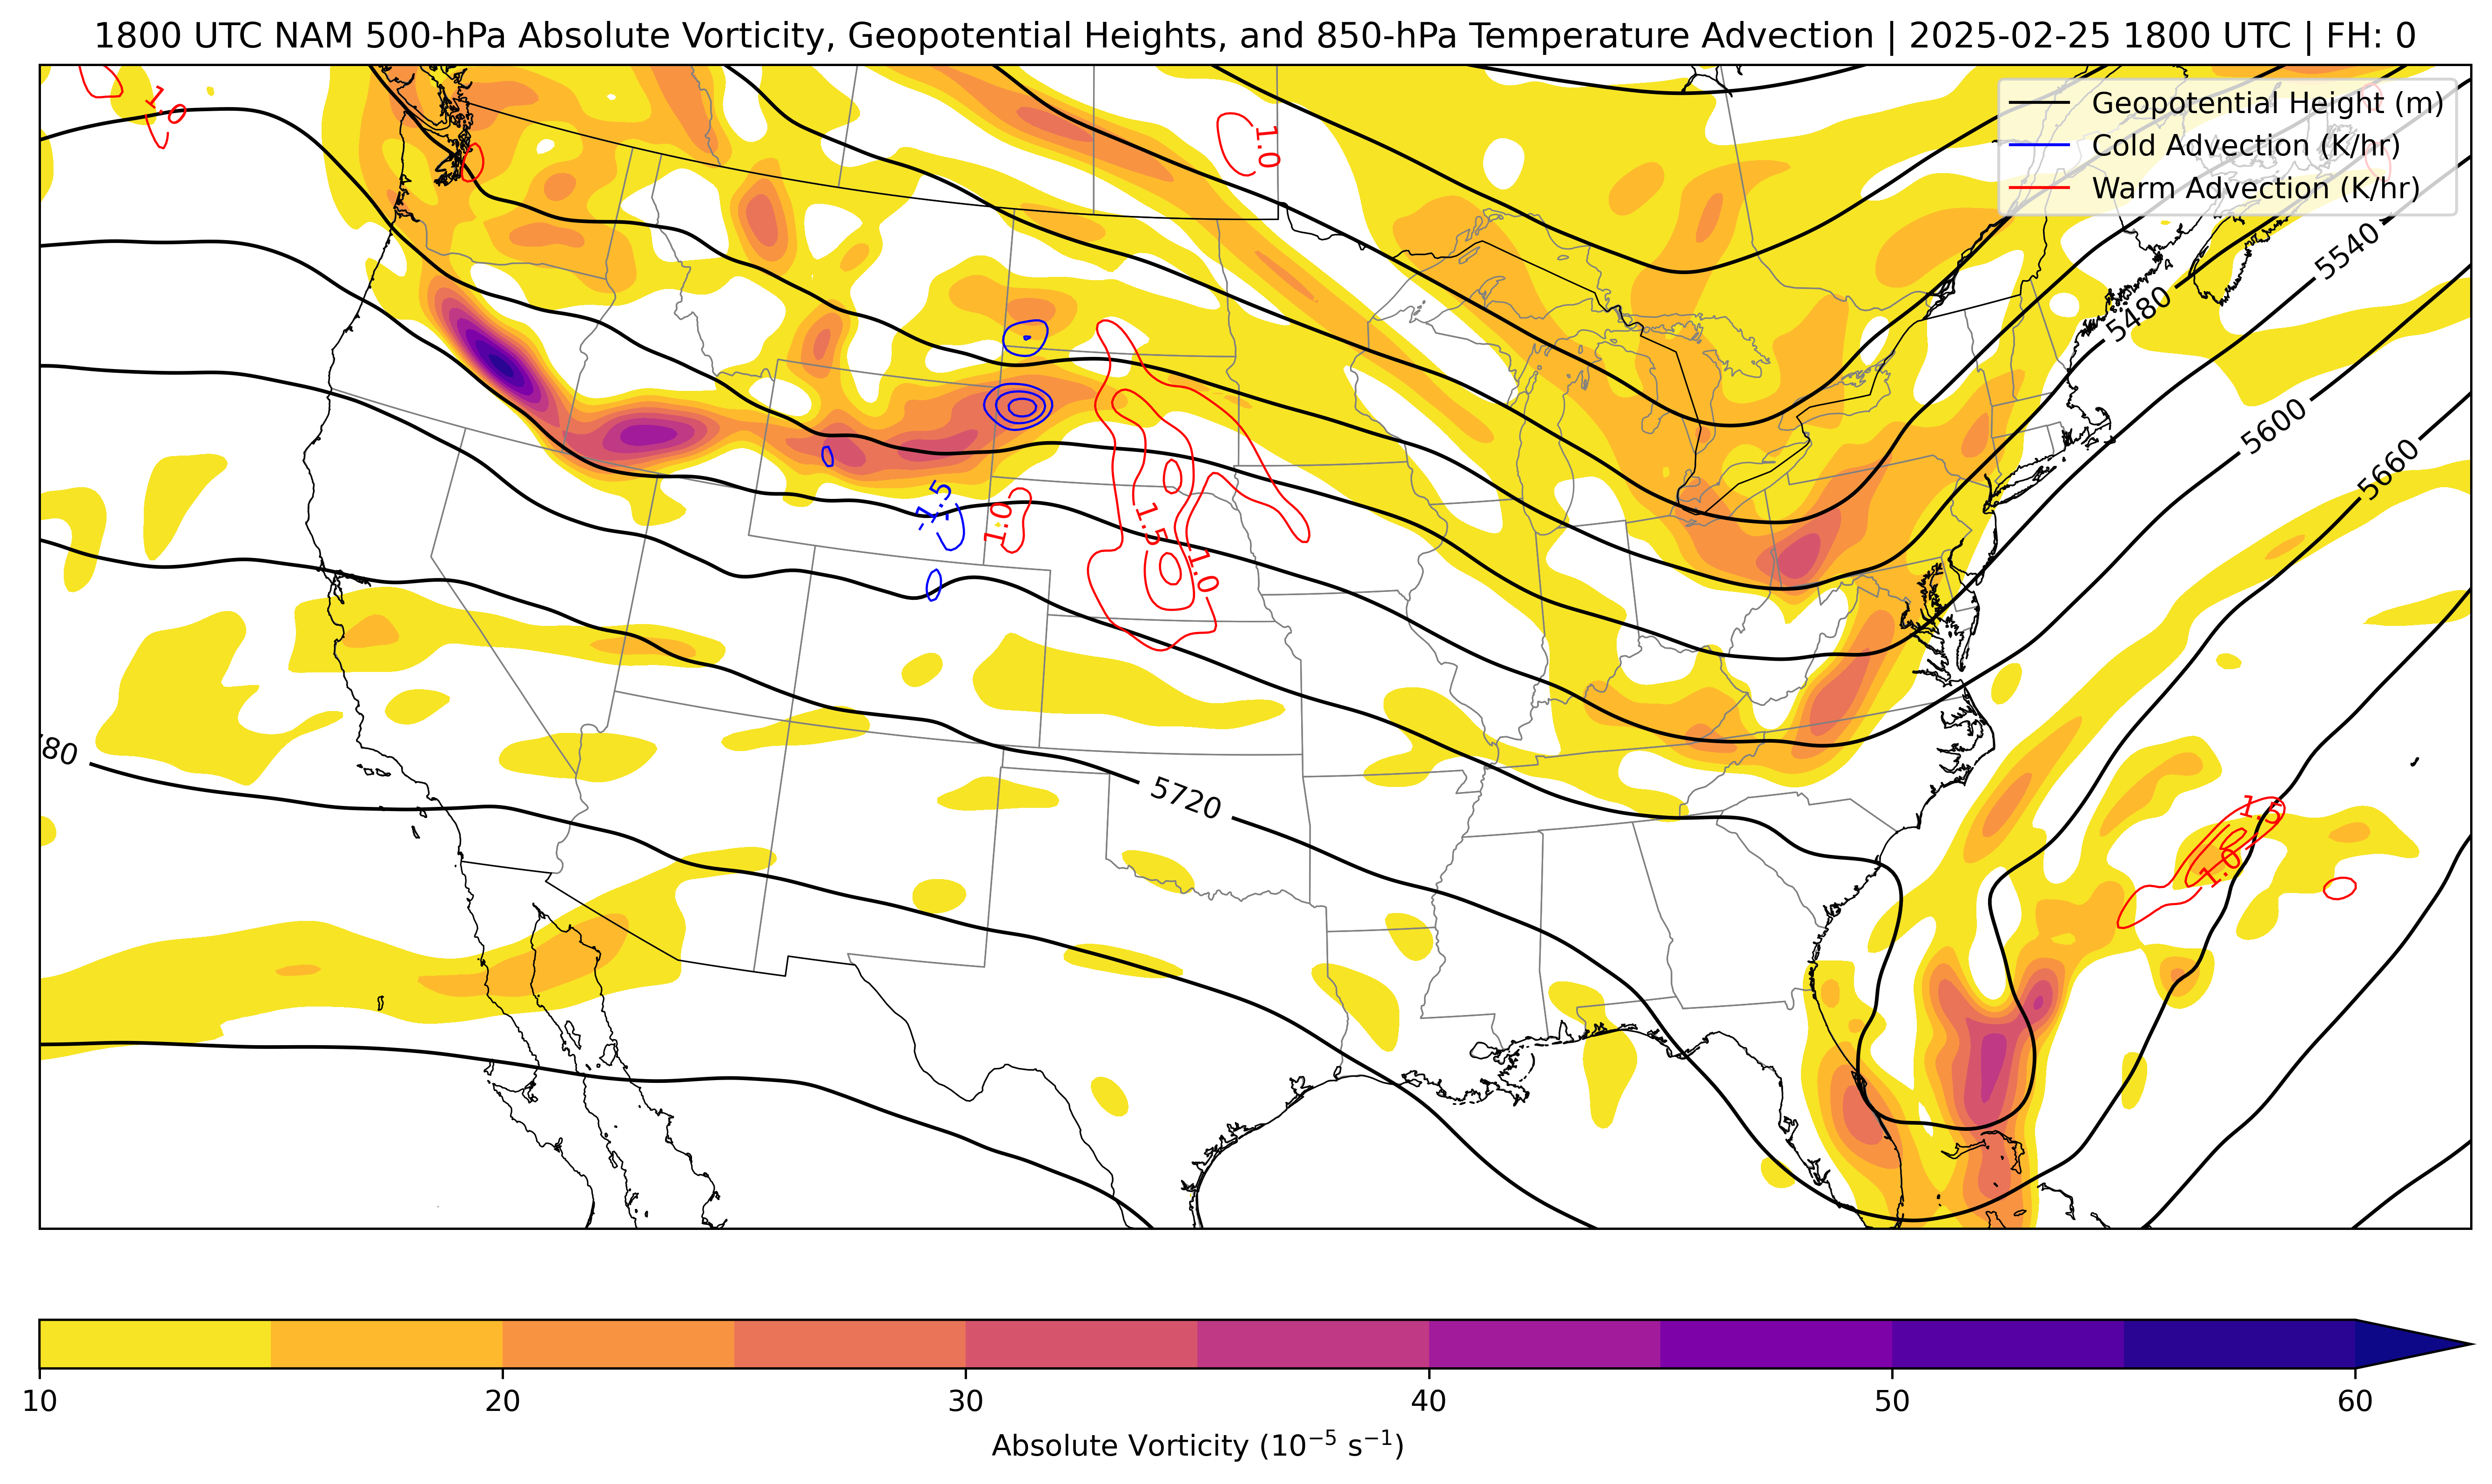 1800 UTC NAM 500-hPa Absolute Vorticity, Geopotential Heights, and 850-hPa Temperature Advection | 2025-02-25 1800 UTC | FH: 0
Geopotential Height (m)
Cold Advection (K/hr)
Warm Advection (K/hr)
1.0
1.0
5540
5480
5600
5660
-1.5
1.0
1.5
1.0
780
5720
1.5
1.0
10 20 30 40 50 60
Absolute Vorticity (10⁻⁵ s⁻¹)